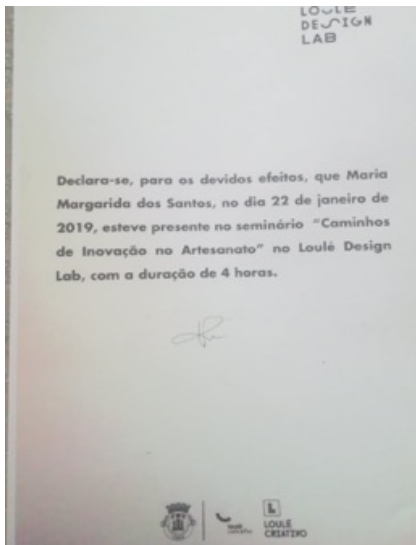 LOULÉ
DESIGN
LAB
Declara-se, para os devidos efeitos, que Maria
Margarida dos Santos, no dia 22 de janeiro de
2019, esteve presente no seminário “Caminhos
de Inovação no Artesanato” no Loulé Design
Lab, com a duração de 4 horas.
L
LOULÉ
CRIATIVO